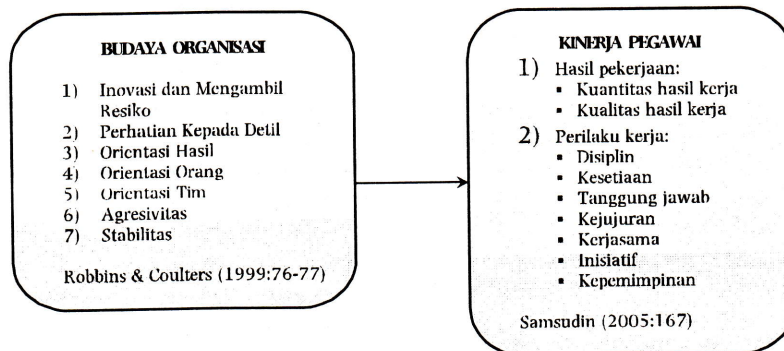 BUDAYA ORGANISASI
1) Inovasi dan Mengambil
Resiko
2) Perhatian Kepada Detil
3) Orientasi Hasil
4) Orientasi Orang
5) Orientasi Tim
6) Agresivitas
7) Stabilitas
Robbins & Coulters (1999:76-77)
KINERJA PEGAWAI
1) Hasil pekerjaan:
▪ Kuantitas hasil kerja
▪ Kualitas hasil kerja
2) Perilaku kerja:
▪ Disiplin
▪ Kesetiaan
▪ Tanggung jawab
▪ Kejujuran
▪ Kerjasama
▪ Inisiatif
▪ Kepemimpinan
Samsudin (2005:167)